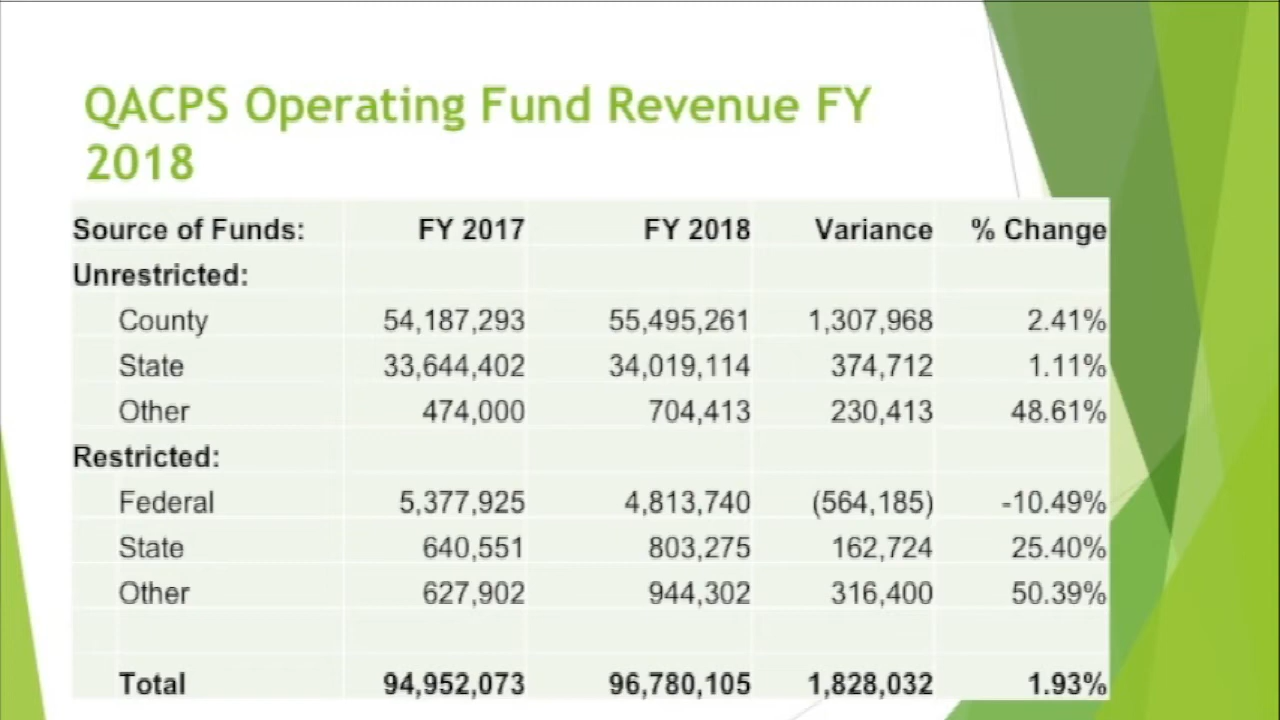 QACPS Operating Fund Revenue FY
2018
Source of Funds: FY 2017 FY 2018 Variance % Change
Unrestricted:
County 54,187,293 55,495,261 1,307,968 2.41%
State 33,644,402 34,019,114 374,712 1.11%
Other 474,000 704,413 230,413 48.61%
Restricted:
Federal 5,377,925 4,813,740 (564,185) -10.49%
State 640,551 803,275 162,724 25.40%
Other 627,902 944,302 316,400 50.39%
Total 94,952,073 96,780,105 1,828,032 1.93%